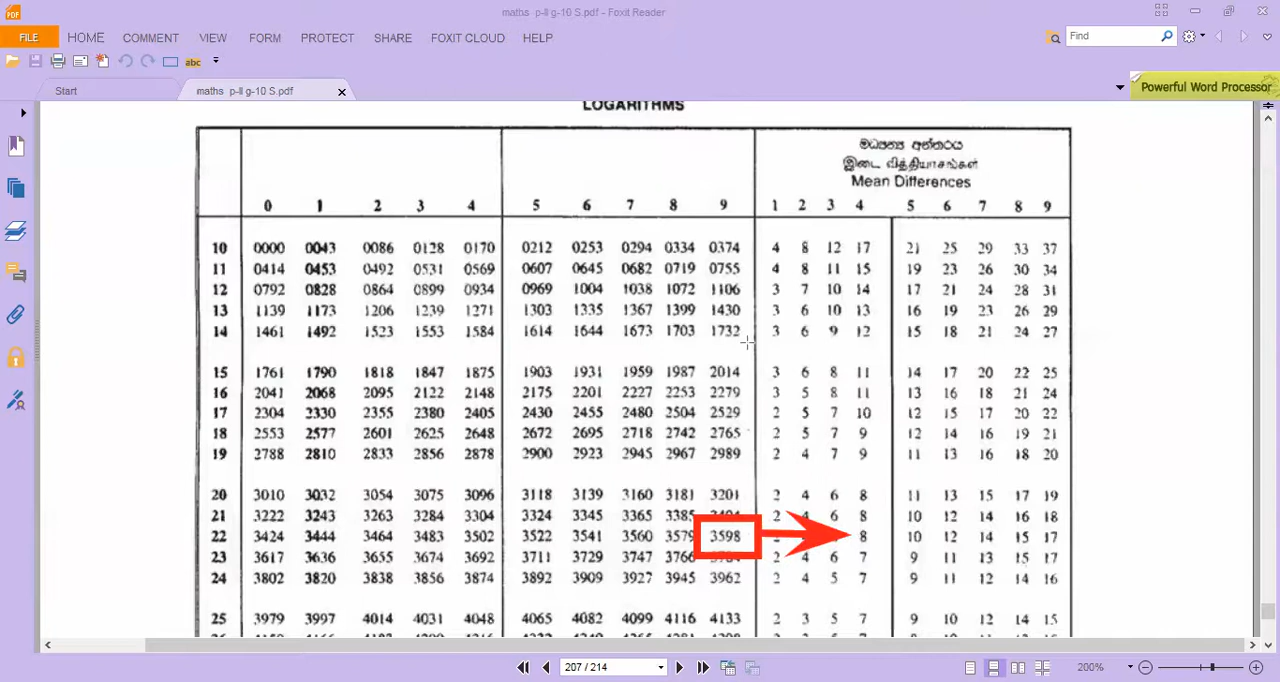 maths p-II g-10 S.pdf - Foxit Reader
FILE HOME COMMENT VIEW FORM PROTECT SHARE FOXIT CLOUD HELP
Find
abc
Start
maths p-II g-10 S.pdf
Powerful Word Processor
LOGARITHMS
මධ්‍යන්‍ය අන්තරය
இடை வித்தியாசங்கள்
Mean Differences
0 1 2 3 4 5 6 7 8 9 1 2 3 4 5 6 7 8 9
10 0000 0043 0086 0128 0170 0212 0253 0294 0334 0374 4 8 12 17 21 25 29 33 37
11 0414 0453 0492 0531 0569 0607 0645 0682 0719 0755 4 8 11 15 19 23 26 30 34
12 0792 0828 0864 0899 0934 0969 1004 1038 1072 1106 3 7 10 14 17 21 24 28 31
13 1139 1173 1206 1239 1271 1303 1335 1367 1399 1430 3 6 10 13 16 19 23 26 29
14 1461 1492 1523 1553 1584 1614 1644 1673 1703 1732 3 6 9 12 15 18 21 24 27
15 1761 1790 1818 1847 1875 1903 1931 1959 1987 2014 3 6 8 11 14 17 20 22 25
16 2041 2068 2095 2122 2148 2175 2201 2227 2253 2279 3 5 8 11 13 16 18 21 24
17 2304 2330 2355 2380 2405 2430 2455 2480 2504 2529 2 5 7 10 12 15 17 20 22
18 2553 2577 2601 2625 2648 2672 2695 2718 2742 2765 2 5 7 9 12 14 16 19 21
19 2788 2810 2833 2856 2878 2900 2923 2945 2967 2989 2 4 7 9 11 13 16 18 20
20 3010 3032 3054 3075 3096 3118 3139 3160 3181 3201 2 4 6 8 11 13 15 17 19
21 3222 3243 3263 3284 3304 3324 3345 3365 3385 2 4 6 8 10 12 14 16 18
22 3424 3444 3464 3483 3502 3522 3541 3560 3579 3598 8 10 12 14 15 17
23 3617 3636 3655 3674 3692 3711 3729 3747 3766 2 4 6 7 9 11 13 15 17
24 3802 3820 3838 3856 3874 3892 3909 3927 3945 3962 2 4 5 7 9 11 12 14 16
25 3979 3997 4014 4031 4048 4065 4082 4099 4116 4133 2 3 5 7 9 10 12 14 15
207 / 214
200%